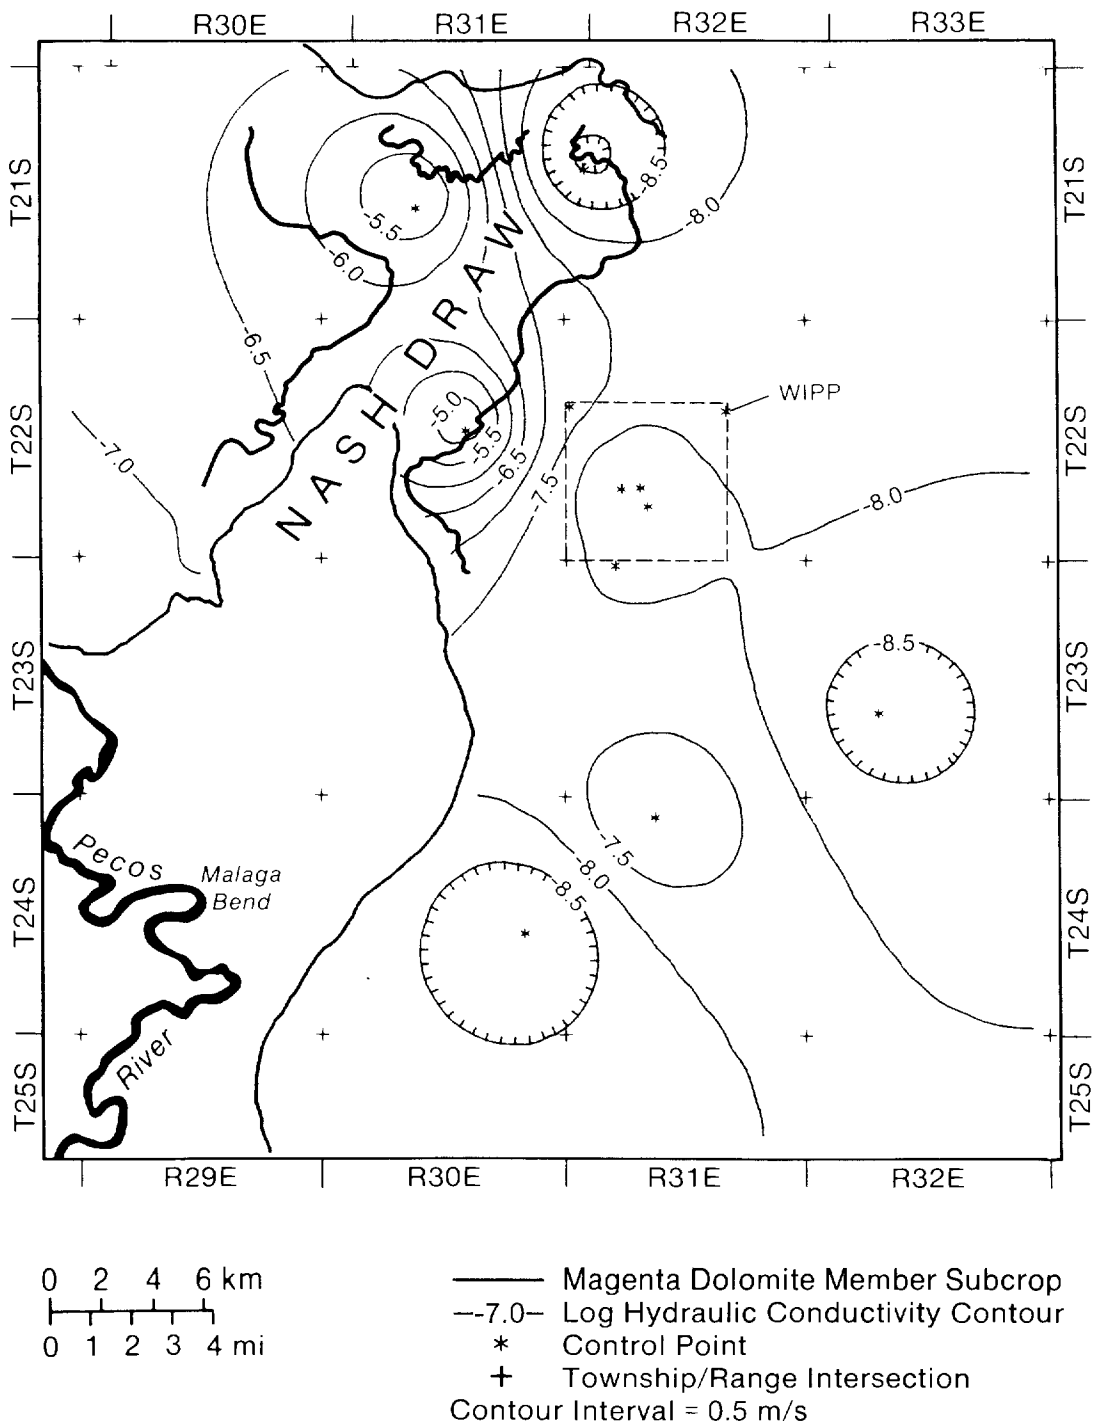 R30E R31E R32E R33E
T21S T21S
-8.5
-8.0
-5.5
-6.0
NASH DRAW
-6.5
WIPP
T22S T22S
-5.0
-5.5
-6.5
-7.0
-7.5
-8.0
T23S T23S
-8.5
Pecos
-7.5
Malaga
Bend
-8.0
-8.5
T24S T24S
River
T25S T25S
R29E R30E R31E R32E
0 2 4 6 km
0 1 2 3 4 mi
Magenta Dolomite Member Subcrop
-7.0 Log Hydraulic Conductivity Contour
* Control Point
+ Township/Range Intersection
Contour Interval = 0.5 m/s